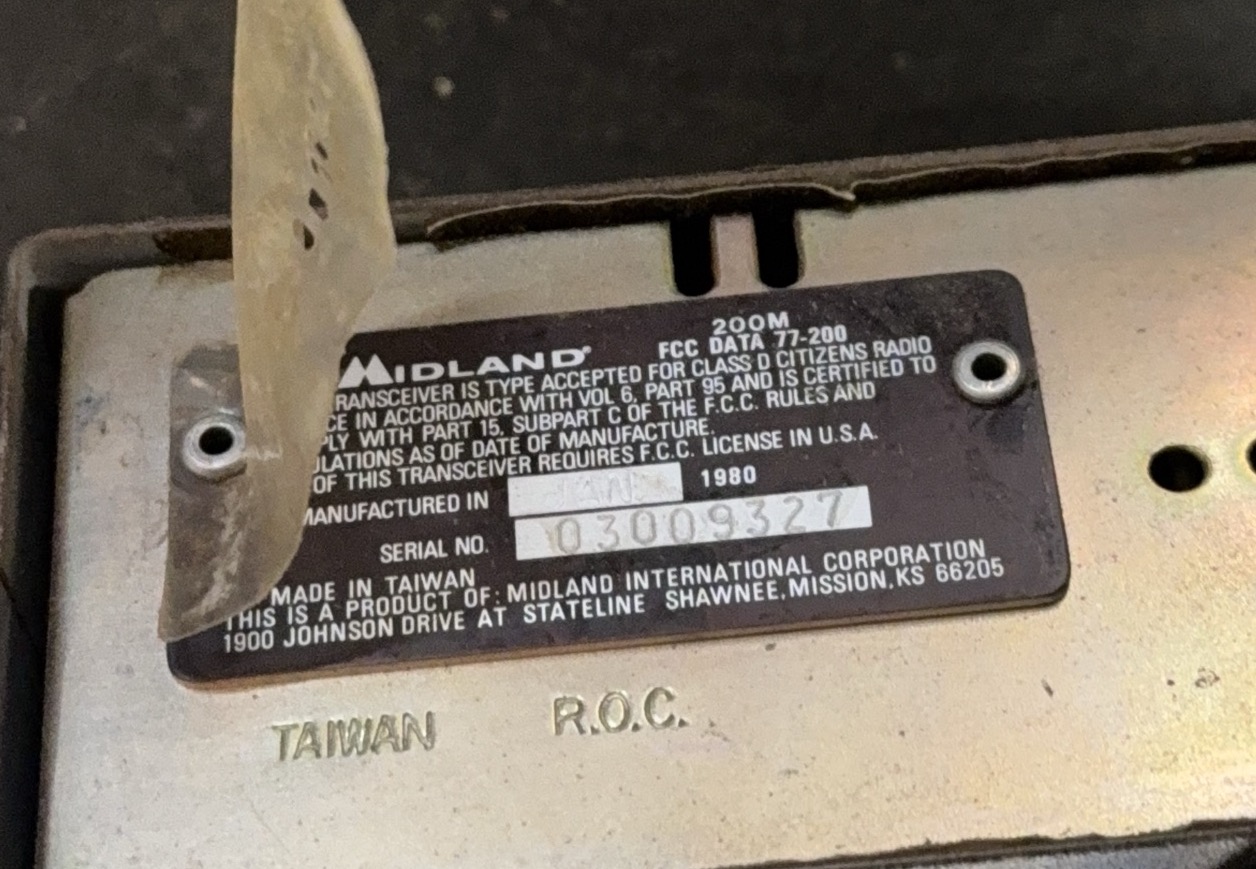 200M
MIDLAND® FCC DATA 77-200
RANSCEIVER IS TYPE ACCEPTED FOR CLASS D CITIZENS RADIO
CE IN ACCORDANCE WITH VOL 6, PART 95 AND IS CERTIFIED TO
PLY WITH PART 15, SUBPART C OF THE F.C.C. RULES AND
ULATIONS AS OF DATE OF MANUFACTURE.
OF THIS TRANSCEIVER REQUIRES F.C.C. LICENSE IN U.S.A.
MANUFACTURED IN JAN 1980
SERIAL NO. 03009327
MADE IN TAIWAN
THIS IS A PRODUCT OF: MIDLAND INTERNATIONAL CORPORATION
1900 JOHNSON DRIVE AT STATELINE SHAWNEE, MISSION, KS 66205
TAIWAN R.O.C.